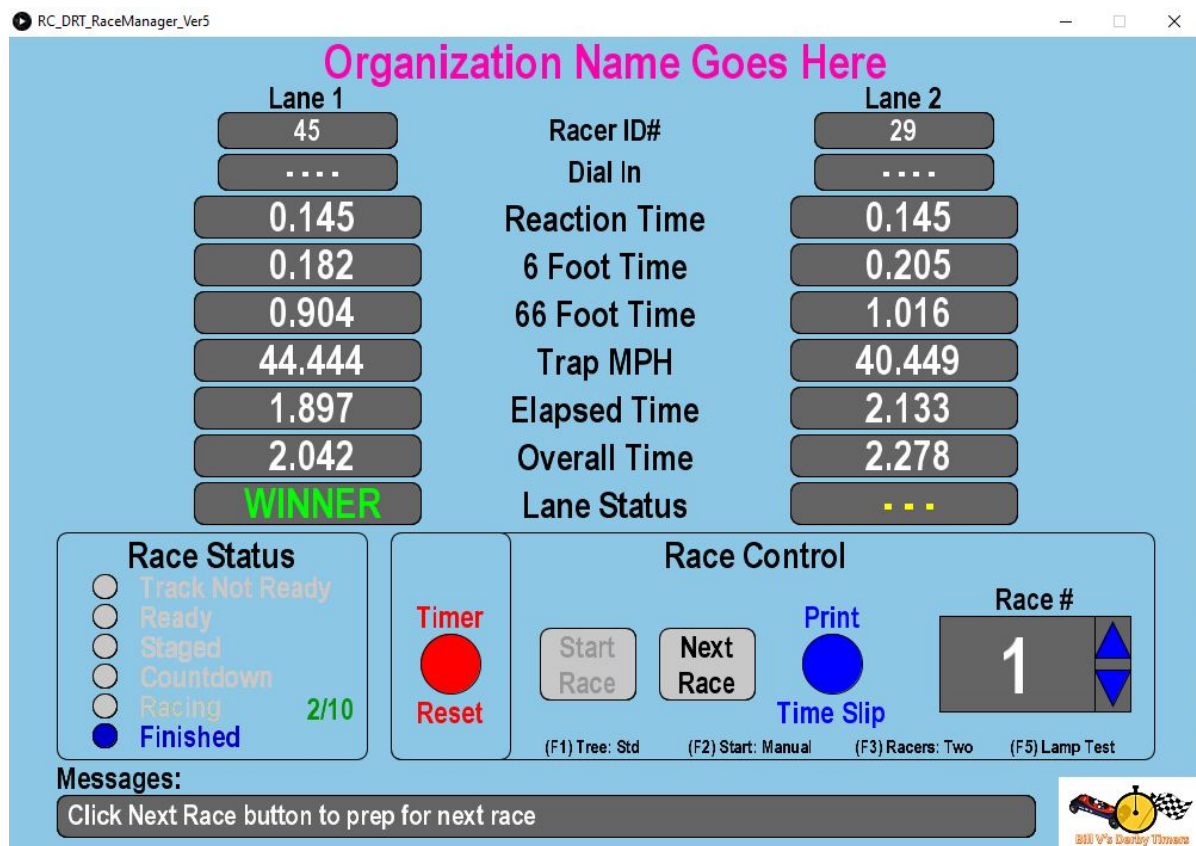 RC_DRT_RaceManager_Ver5
Organization Name Goes Here
Lane 1 Lane 2
45 Racer ID# 29
- - - - Dial In - - - -
0.145 Reaction Time 0.145
0.182 6 Foot Time 0.205
0.904 66 Foot Time 1.016
44.444 Trap MPH 40.449
1.897 Elapsed Time 2.133
2.042 Overall Time 2.278
WINNER Lane Status - - -
Race Status
Track Not Ready
Ready
Staged
Countdown
Racing 2/10
Finished
Race Control
Timer
Reset
Start
Race
Next
Race
Print
Time Slip
Race #
1
(F1) Tree: Std (F2) Start: Manual (F3) Racers: Two (F5) Lamp Test
Messages:
Click Next Race button to prep for next race
Bill V's Derby Timers